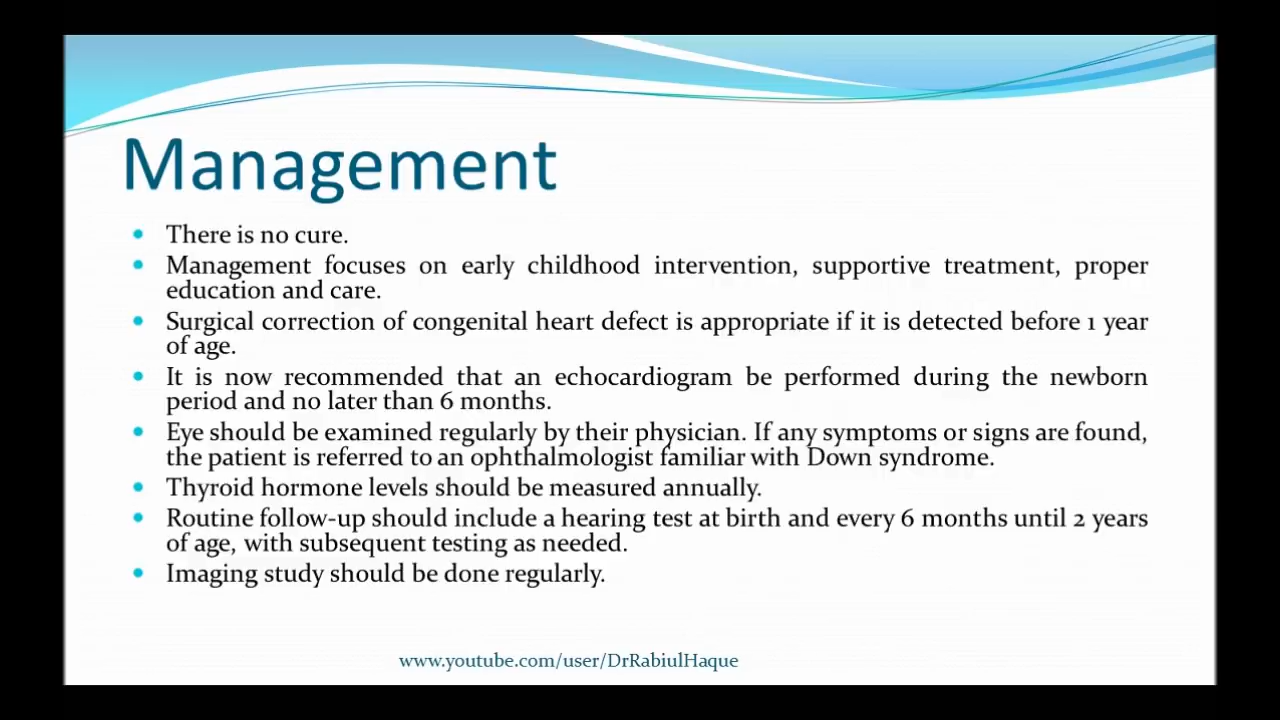 Management
• There is no cure.
• Management focuses on early childhood intervention, supportive treatment, proper
education and care.
• Surgical correction of congenital heart defect is appropriate if it is detected before 1 year
of age.
• It is now recommended that an echocardiogram be performed during the newborn
period and no later than 6 months.
• Eye should be examined regularly by their physician. If any symptoms or signs are found,
the patient is referred to an ophthalmologist familiar with Down syndrome.
• Thyroid hormone levels should be measured annually.
• Routine follow-up should include a hearing test at birth and every 6 months until 2 years
of age, with subsequent testing as needed.
• Imaging study should be done regularly.
www.youtube.com/user/DrRabiulHaque